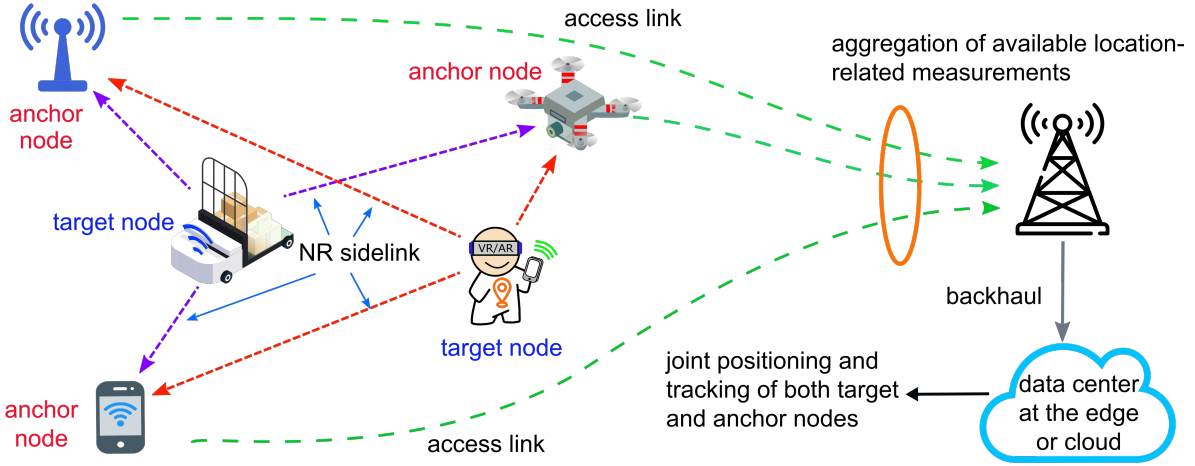 access link
aggregation of available location-
related measurements
anchor node
anchor
node
target node
NR sidelink
VR/AR
target node
backhaul
joint positioning and
tracking of both target
and anchor nodes
data center
at the edge
or cloud
anchor
node
access link